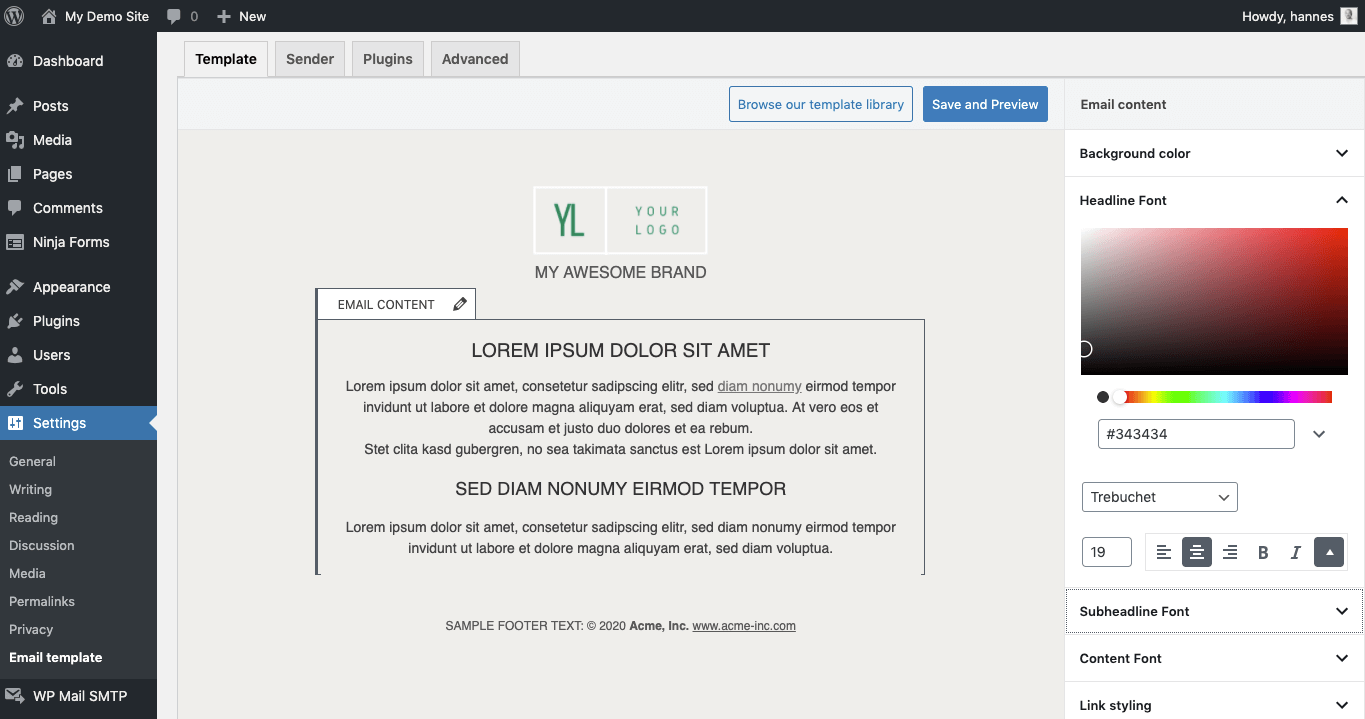 My Demo Site
0
New
Howdy, hannes
Dashboard
Posts
Media
Pages
Comments
Ninja Forms
Appearance
Plugins
Users
Tools
Settings
General
Writing
Reading
Discussion
Media
Permalinks
Privacy
Email template
WP Mail SMTP
Template
Sender
Plugins
Advanced
Browse our template library
Save and Preview
YL
YOUR
LOGO
MY AWESOME BRAND
EMAIL CONTENT
LOREM IPSUM DOLOR SIT AMET
Lorem ipsum dolor sit amet, consetetur sadipscing elitr, sed diam nonumy eirmod tempor
invidunt ut labore et dolore magna aliquyam erat, sed diam voluptua. At vero eos et
accusam et justo duo dolores et ea rebum.
Stet clita kasd gubergren, no sea takimata sanctus est Lorem ipsum dolor sit amet.
SED DIAM NONUMY EIRMOD TEMPOR
Lorem ipsum dolor sit amet, consetetur sadipscing elitr, sed diam nonumy eirmod tempor
invidunt ut labore et dolore magna aliquyam erat, sed diam voluptua.
SAMPLE FOOTER TEXT: © 2020 Acme, Inc. www.acme-inc.com
Email content
Background color
Headline Font
#343434
Trebuchet
19
B
I
Subheadline Font
Content Font
Link styling